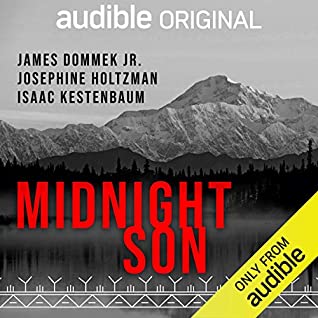 audible ORIGINAL
JAMES DOMMEK JR.
JOSEPHINE HOLTZMAN
ISAAC KESTENBAUM
MIDNIGHT
SON
ONLY FROM
audible